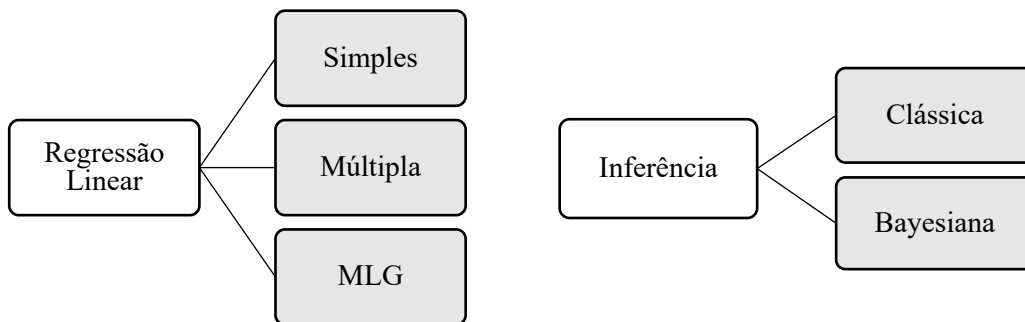 Regressão
Linear
Simples
Múltipla
MLG
Inferência
Clássica
Bayesiana